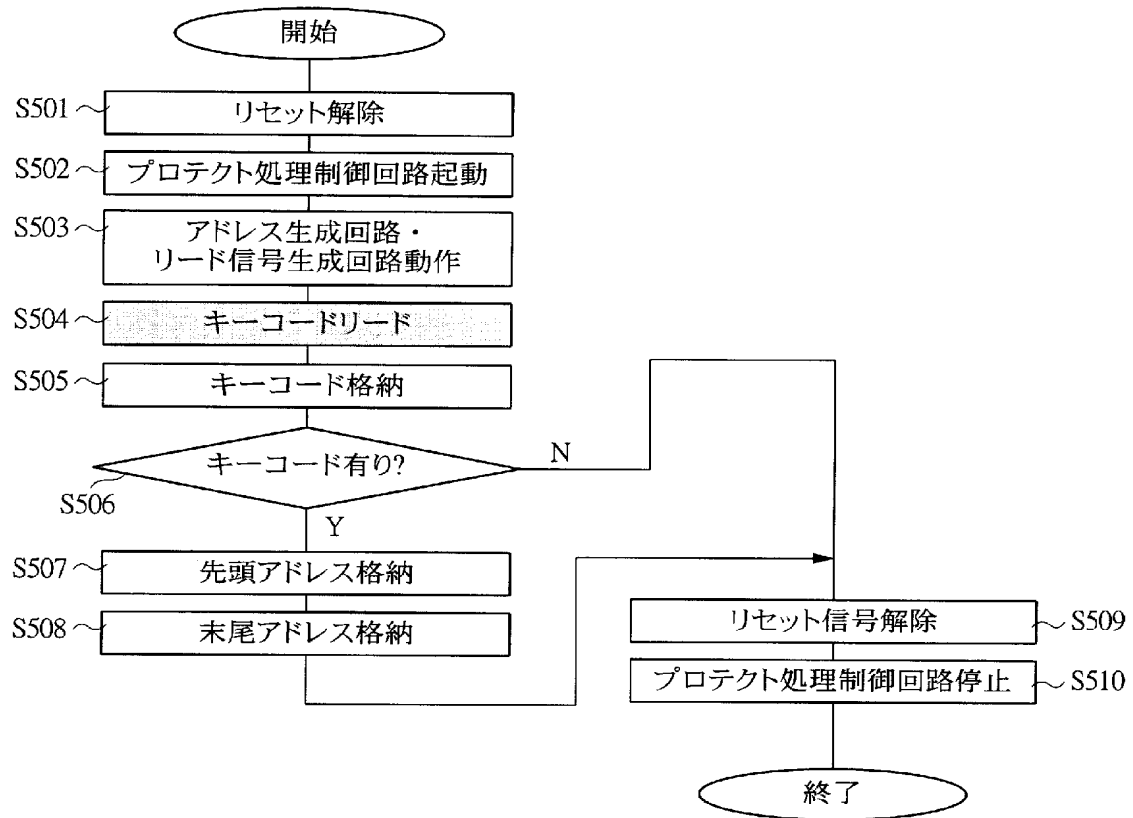 開始
S501
リセット解除
S502
プロテクト処理制御回路起動
S503
アドレス生成回路・
リード信号生成回路動作
S504
キーコードリード
S505
キーコード格納
キーコード有り?
N
S506
Y
S507
先頭アドレス格納
S508
末尾アドレス格納
リセット信号解除
S509
プロテクト処理制御回路停止
S510
終了